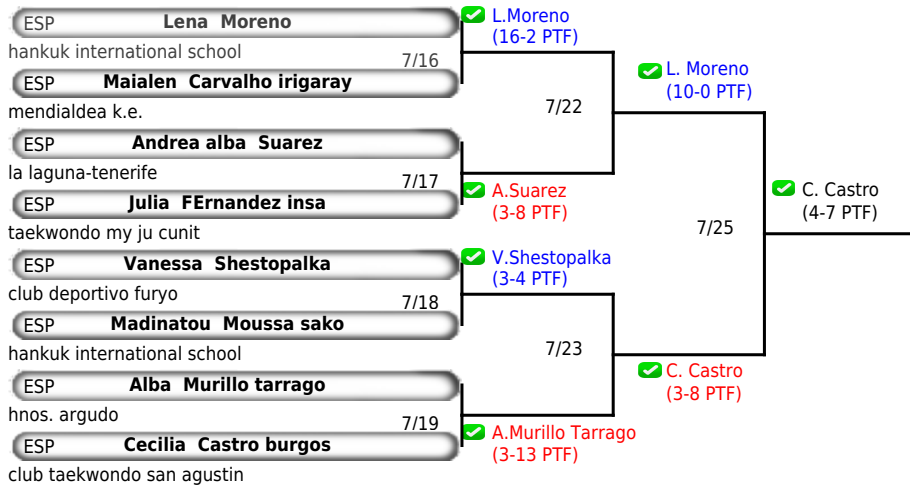 ESP Lena Moreno
hankuk international school
7/16
ESP Maialen Carvalho irigaray
mendialdea k.e.
ESP Andrea alba Suarez
la laguna-tenerife
7/17
ESP Julia FErnandez insa
taekwondo my ju cunit
ESP Vanessa Shestopalka
club deportivo furyo
7/18
ESP Madinatou Moussa sako
hankuk international school
ESP Alba Murillo tarrago
hnos. argudo
7/19
ESP Cecilia Castro burgos
club taekwondo san agustin
L.Moreno
(16-2 PTF)
7/22
A.Suarez
(3-8 PTF)
V.Shestopalka
(3-4 PTF)
7/23
A.Murillo Tarrago
(3-13 PTF)
L. Moreno
(10-0 PTF)
7/25
C. Castro
(3-8 PTF)
C. Castro
(4-7 PTF)